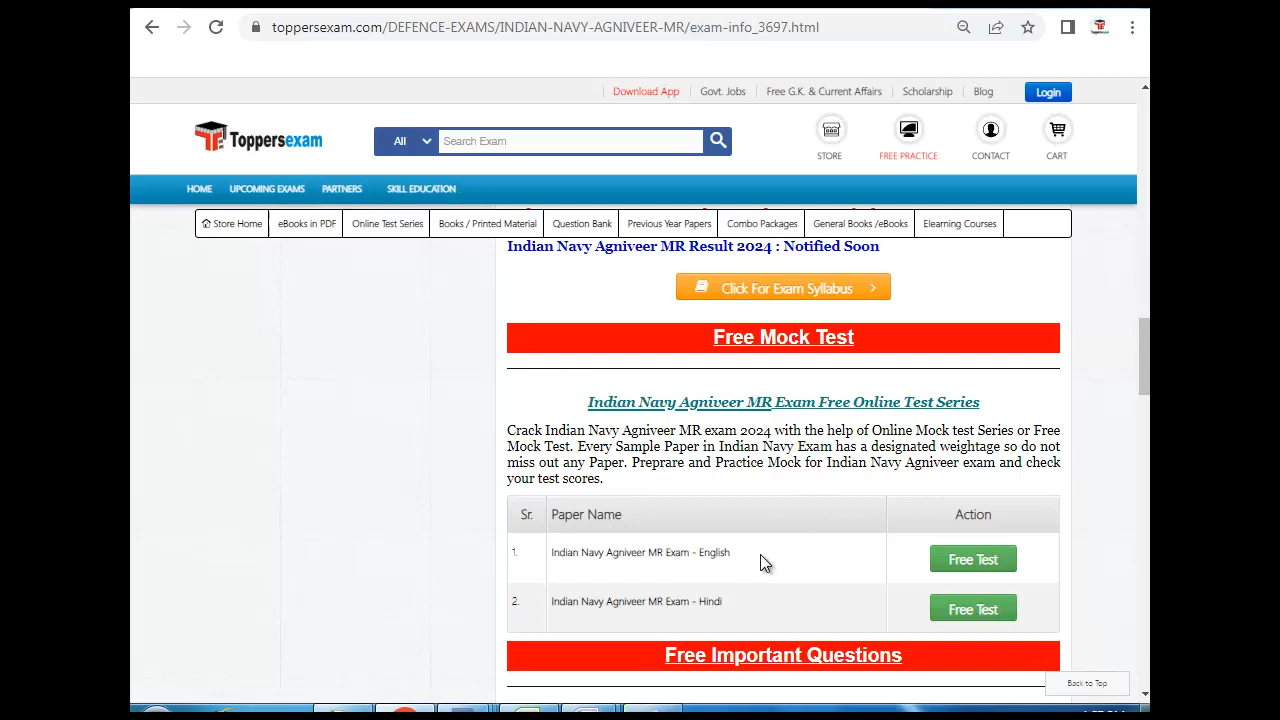 toppersexam.com/DEFENCE-EXAMS/INDIAN-NAVY-AGNIVEER-MR/exam-info_3697.html
Download App Govt. Jobs Free G.K. & Current Affairs Scholarship Blog Login
Toppersexam
All Search Exam
STORE FREE PRACTICE CONTACT CART
HOME UPCOMING EXAMS PARTNERS SKILL EDUCATION
Store Home eBooks in PDF Online Test Series Books / Printed Material Question Bank Previous Year Papers Combo Packages General Books /eBooks Elearning Courses
Indian Navy Agniveer MR Result 2024 : Notified Soon
Click For Exam Syllabus
Free Mock Test
Indian Navy Agniveer MR Exam Free Online Test Series
Crack Indian Navy Agniveer MR exam 2024 with the help of Online Mock test Series or Free
Mock Test. Every Sample Paper in Indian Navy Exam has a designated weightage so do not
miss out any Paper. Preprare and Practice Mock for Indian Navy Agniveer exam and check
your test scores.
Sr. Paper Name Action
1. Indian Navy Agniveer MR Exam - English Free Test
2. Indian Navy Agniveer MR Exam - Hindi Free Test
Free Important Questions
Back to Top